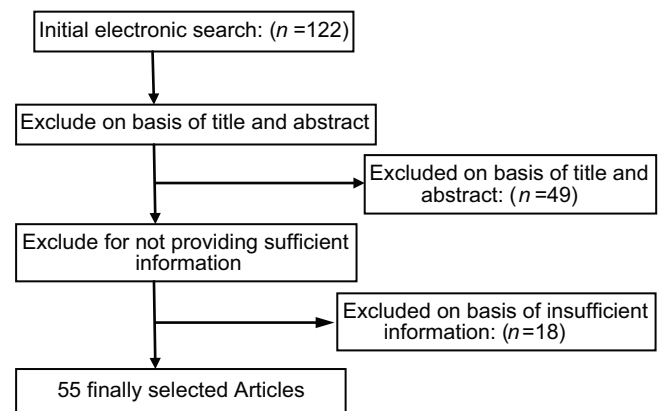 Initial electronic search: (n =122)
Exclude on basis of title and abstract
Excluded on basis of title and
abstract: (n=49)
Exclude for not providing sufficient
information
Excluded on basis of insufficient
information: (n=18)
55 finally selected Articles